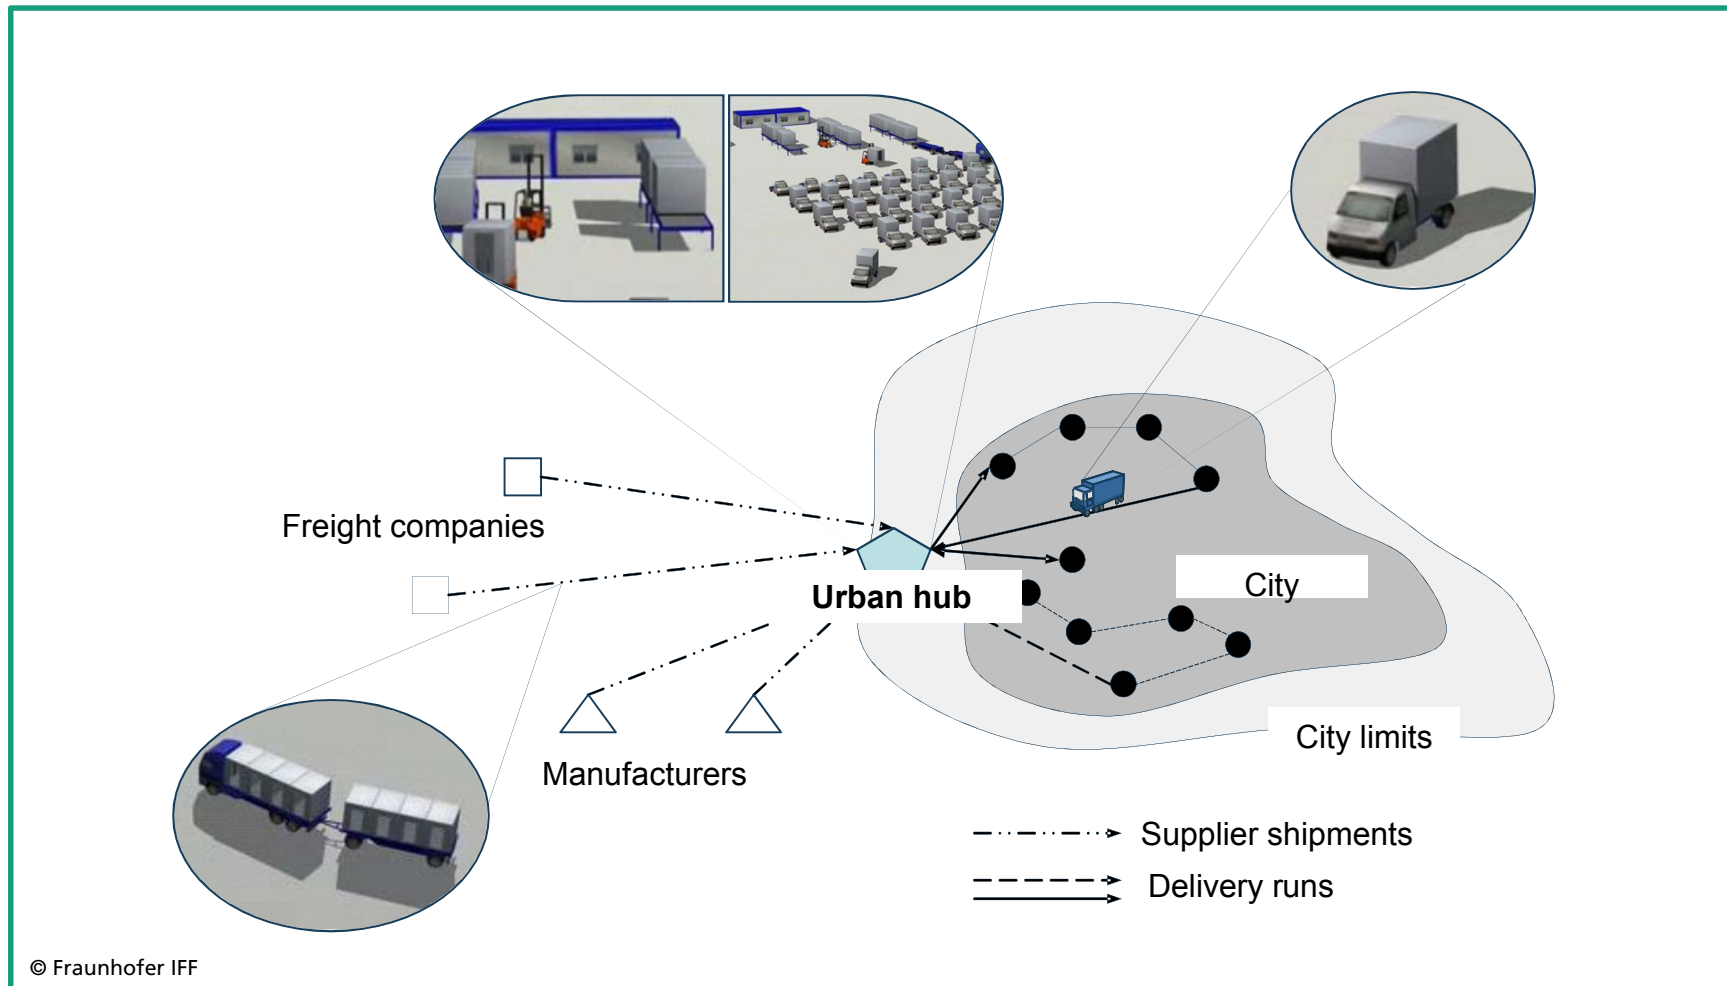 Freight companies
Urban hub
City
City limits
Manufacturers
Supplier shipments
Delivery runs
© Fraunhofer IFF